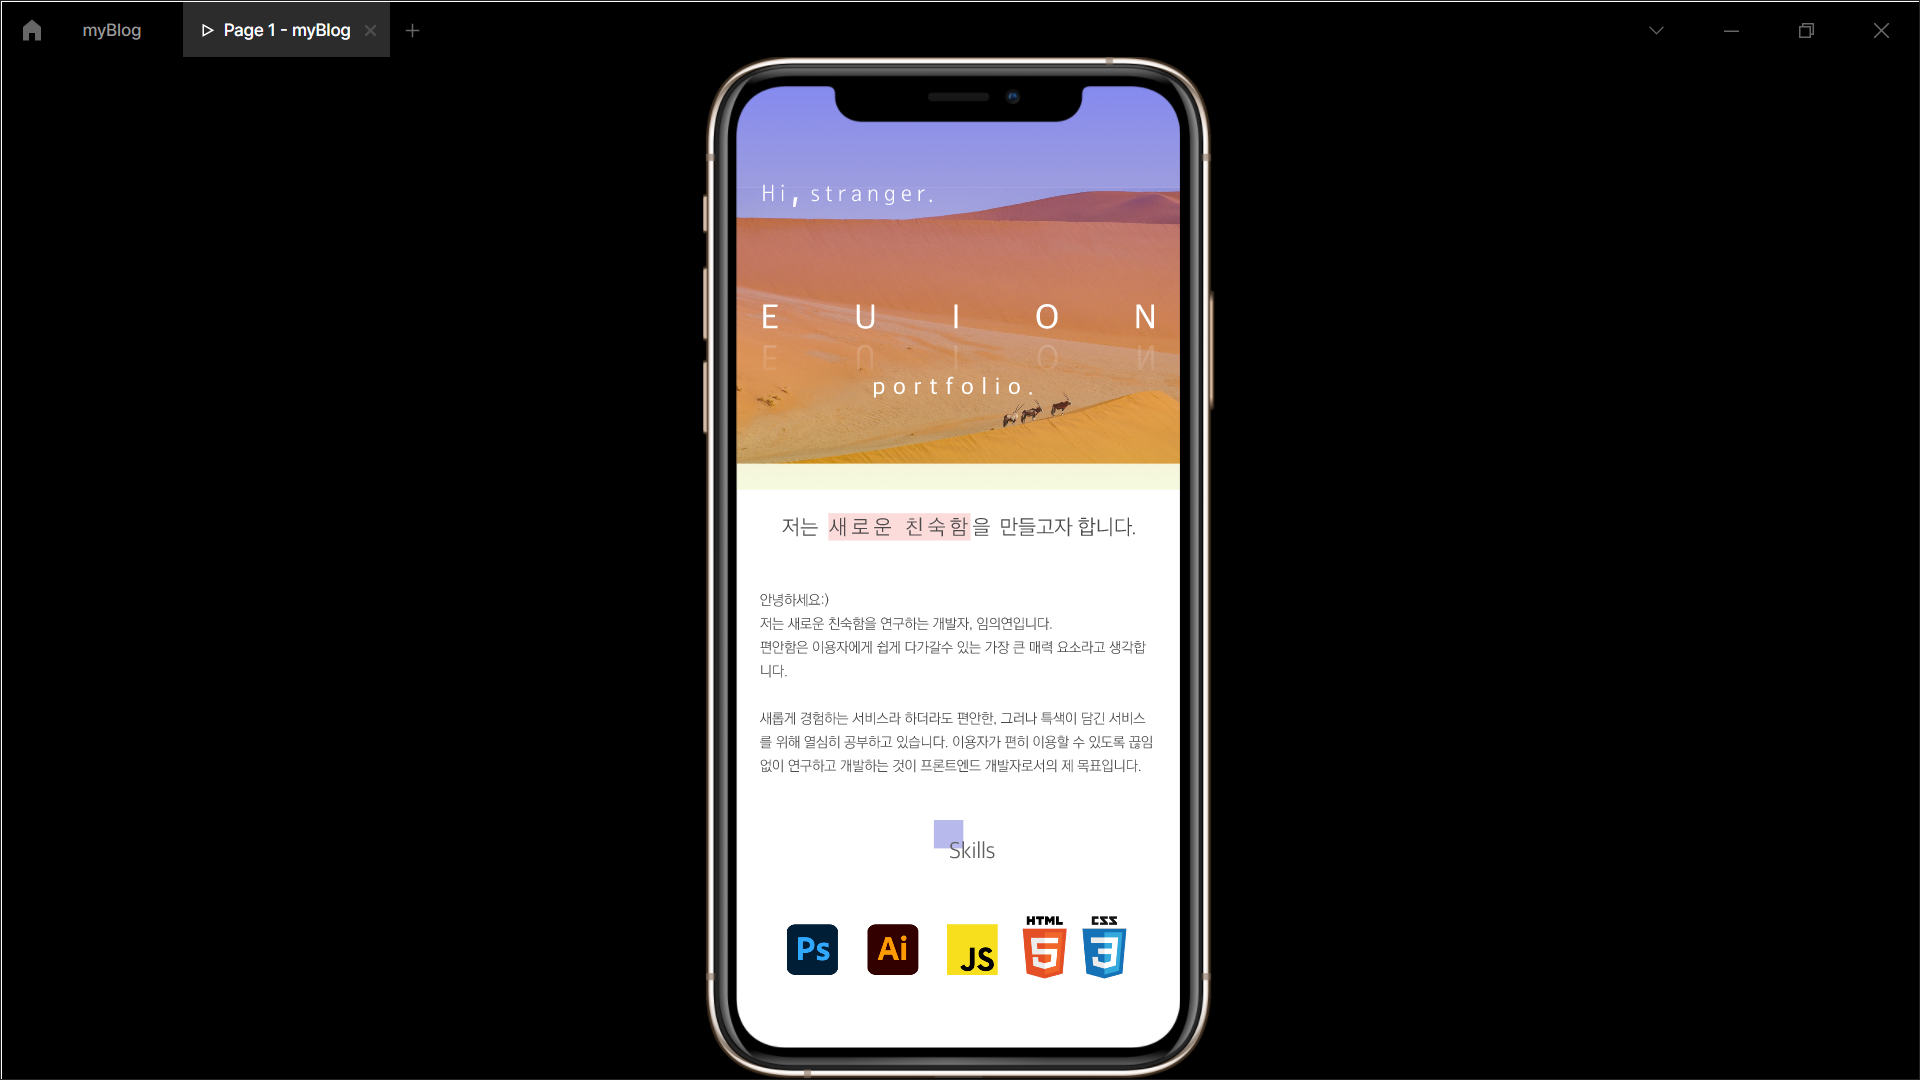 myBlog
Page 1 - myBlog
Hi, stranger.
E U I O N
portfolio.
저는 새로운 친숙함을 만들고자 합니다.
안녕하세요:)
저는 새로운 친숙함을 연구하는 개발자, 임의연입니다.
편안함은 이용자에게 쉽게 다가갈수 있는 가장 큰 매력 요소라고 생각합
니다.
새롭게 경험하는 서비스라 하더라도 편안한, 그러나 특색이 담긴 서비스
를 위해 열심히 공부하고 있습니다. 이용자가 편히 이용할 수 있도록 끊임
없이 연구하고 개발하는 것이 프론트엔드 개발자로서의 제 목표입니다.
Skills
Ps Ai JS HTML 5 CSS 3